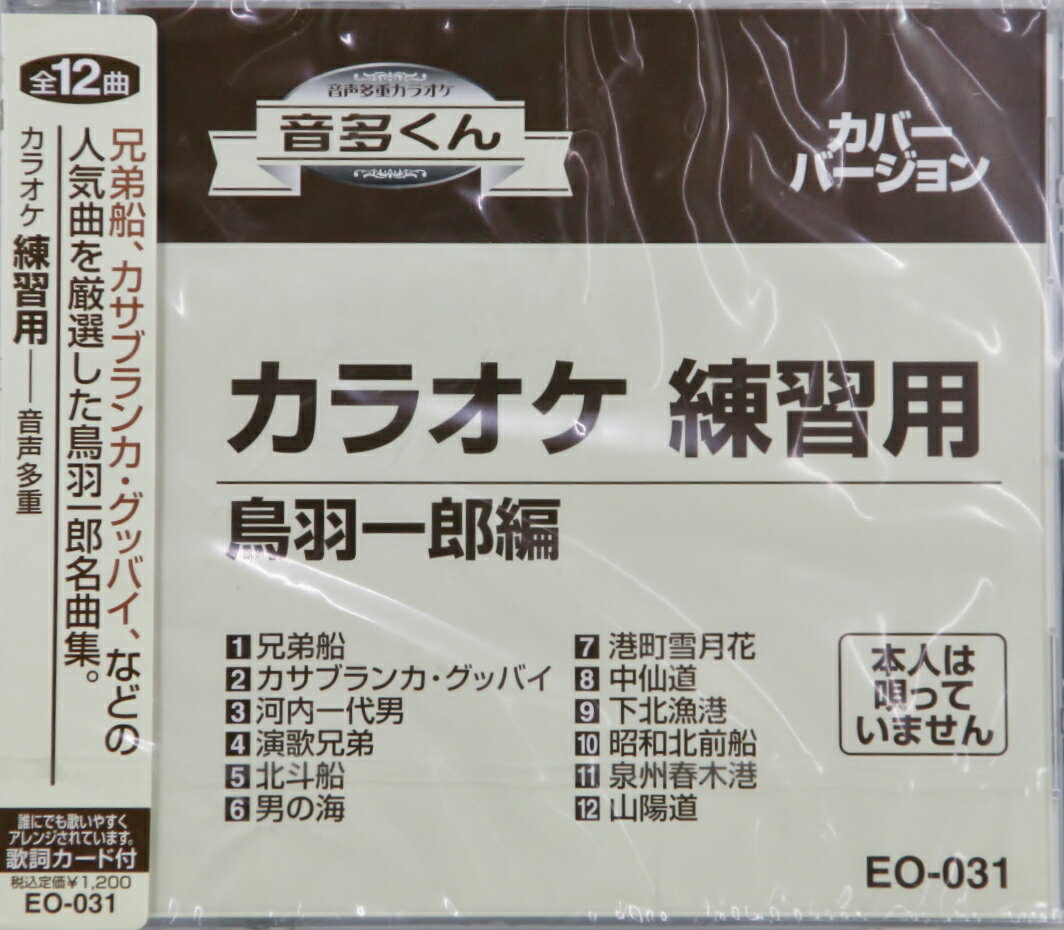 全12曲
兄弟船、カサブランカ・グッバイ、などの
人気曲を厳選した鳥羽一郎名曲集。
カラオケ 練習用――音声多重
誰にでも歌いやすく
アレンジされています。
歌詞カード付
税込定価¥1,200
EO-031
音声多重カラオケ
音多くん
カバー
バージョン
カラオケ 練習用
鳥羽一郎編
1 兄弟船
2 カサブランカ・グッバイ
3 河内一代男
4 演歌兄弟
5 北斗船
6 男の海
7 港町雪月花
8 中仙道
9 下北漁港
10 昭和北前船
11 泉州春木港
12 山陽道
本人は
唄って
いません
EO-031